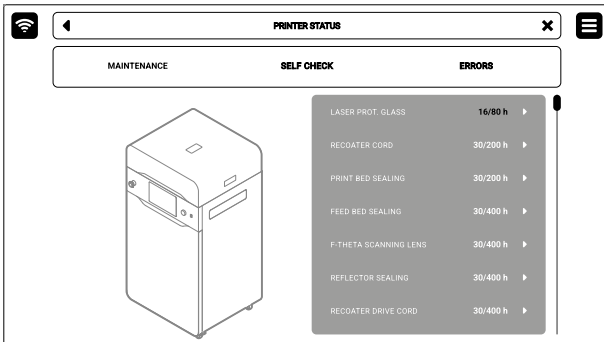 PRINTER STATUS
MAINTENANCE SELF CHECK ERRORS
LASER PROT. GLASS 16/80 h
RECOATER CORD 30/200 h
PRINT BED SEALING 30/200 h
FEED BED SEALING 30/400 h
F-THETA SCANNING LENS 30/400 h
REFLECTOR SEALING 30/400 h
RECOATER DRIVE CORD 30/400 h